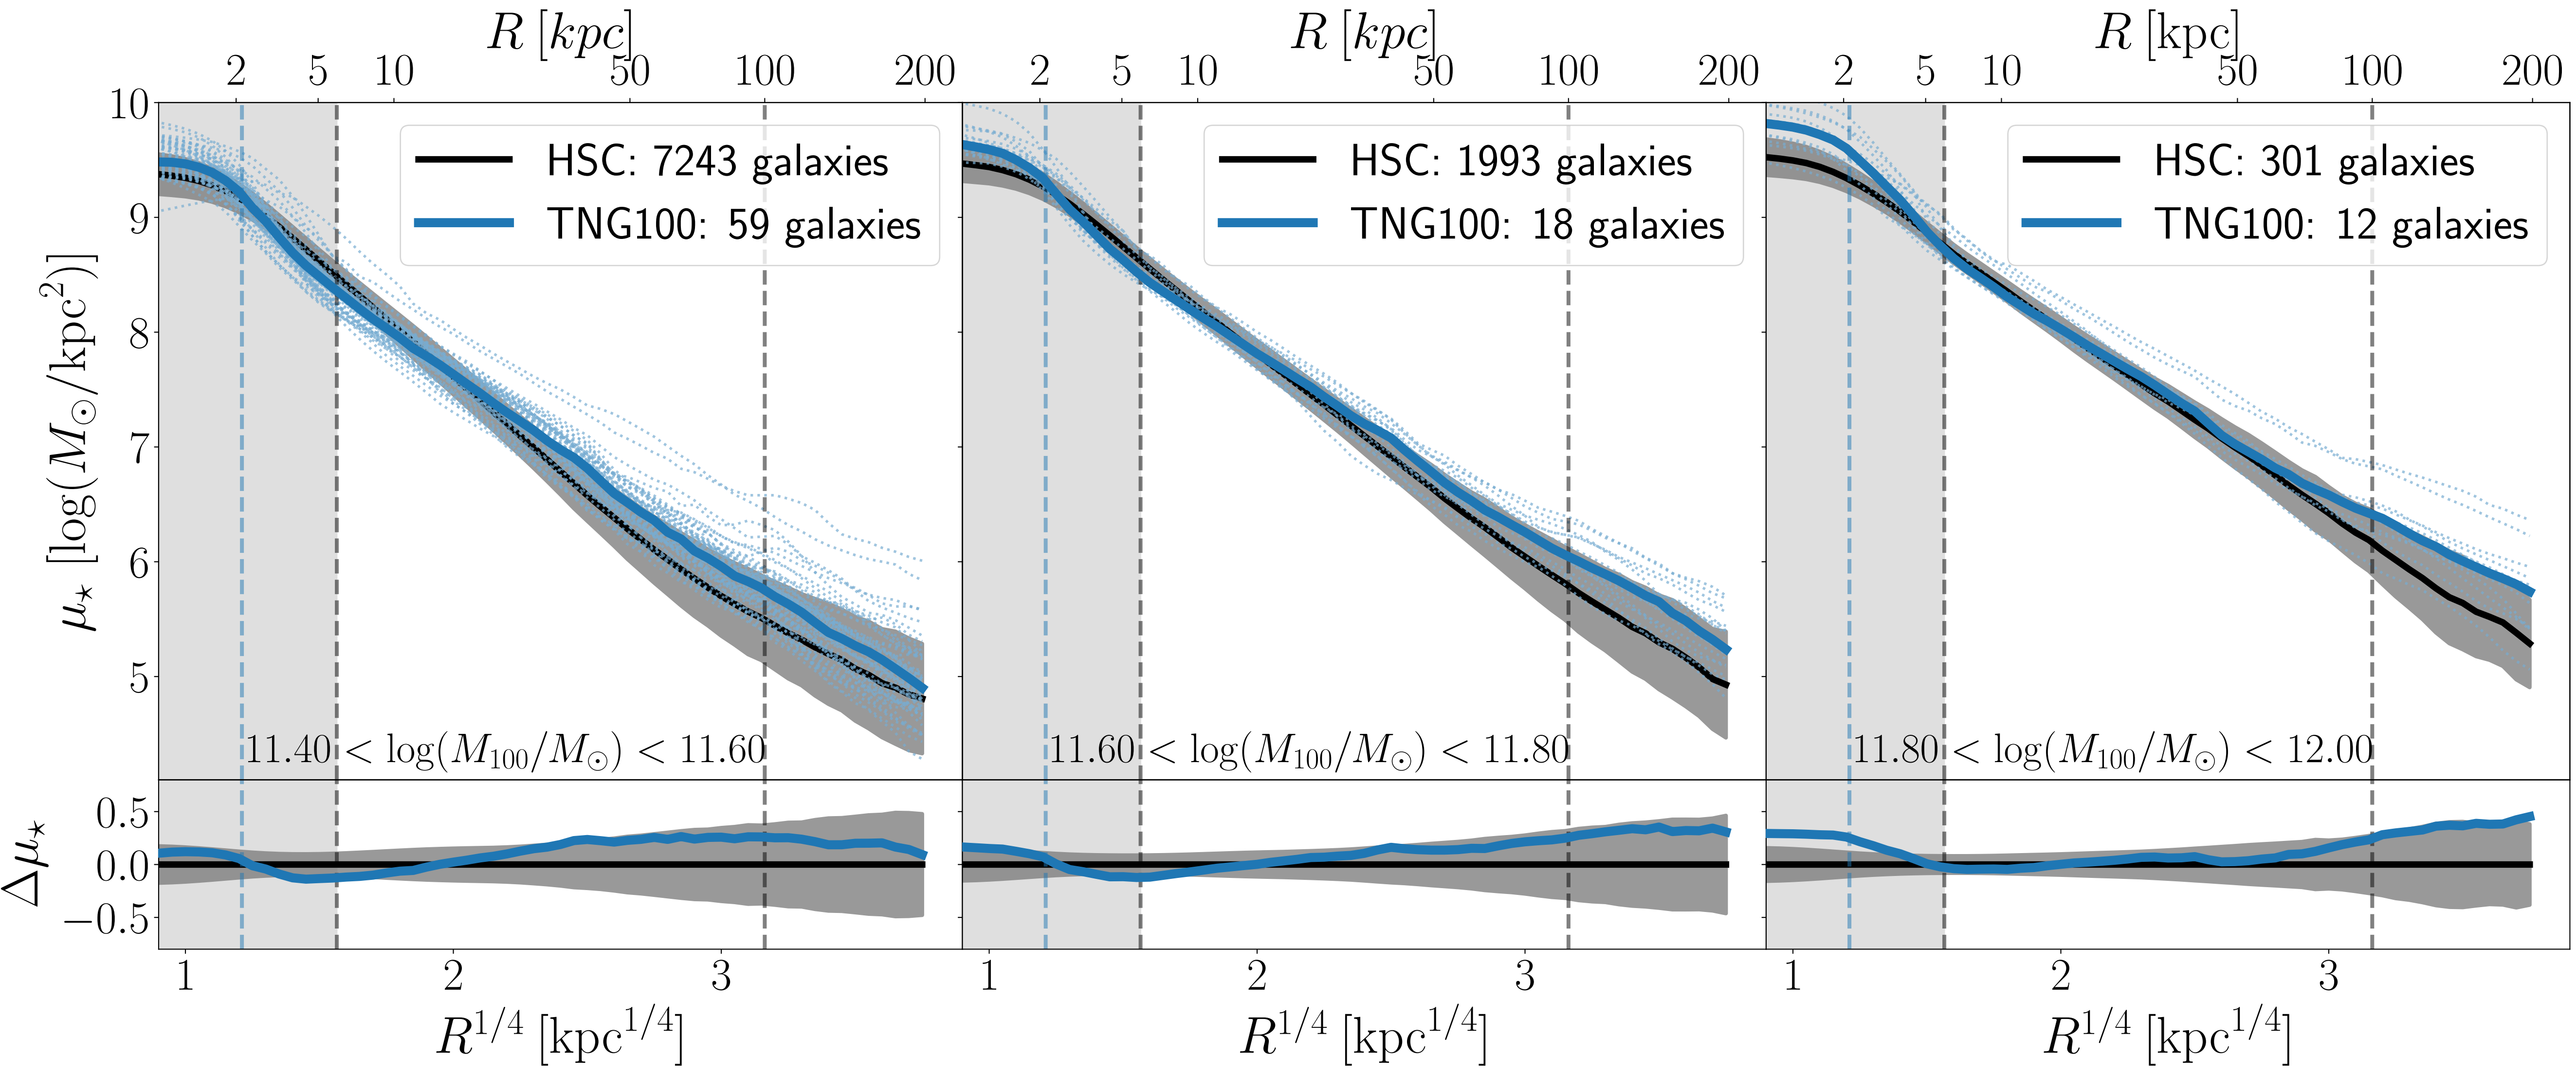 R [kpc] R [kpc] R [kpc]
2 5 10 50 100 200 2 5 10 50 100 200 2 5 10 50 100 200
10
9
8
7
6
5
μ⋆ [log(M⊙/kpc²)]
HSC: 7243 galaxies
TNG100: 59 galaxies
HSC: 1993 galaxies
TNG100: 18 galaxies
HSC: 301 galaxies
TNG100: 12 galaxies
11.40 < log(M₁₀₀/M⊙) < 11.60
11.60 < log(M₁₀₀/M⊙) < 11.80
11.80 < log(M₁₀₀/M⊙) < 12.00
Δμ⋆
0.5
0.0
−0.5
1 2 3 1 2 3 1 2 3
R^{1/4} [kpc^{1/4}] R^{1/4} [kpc^{1/4}] R^{1/4} [kpc^{1/4}]